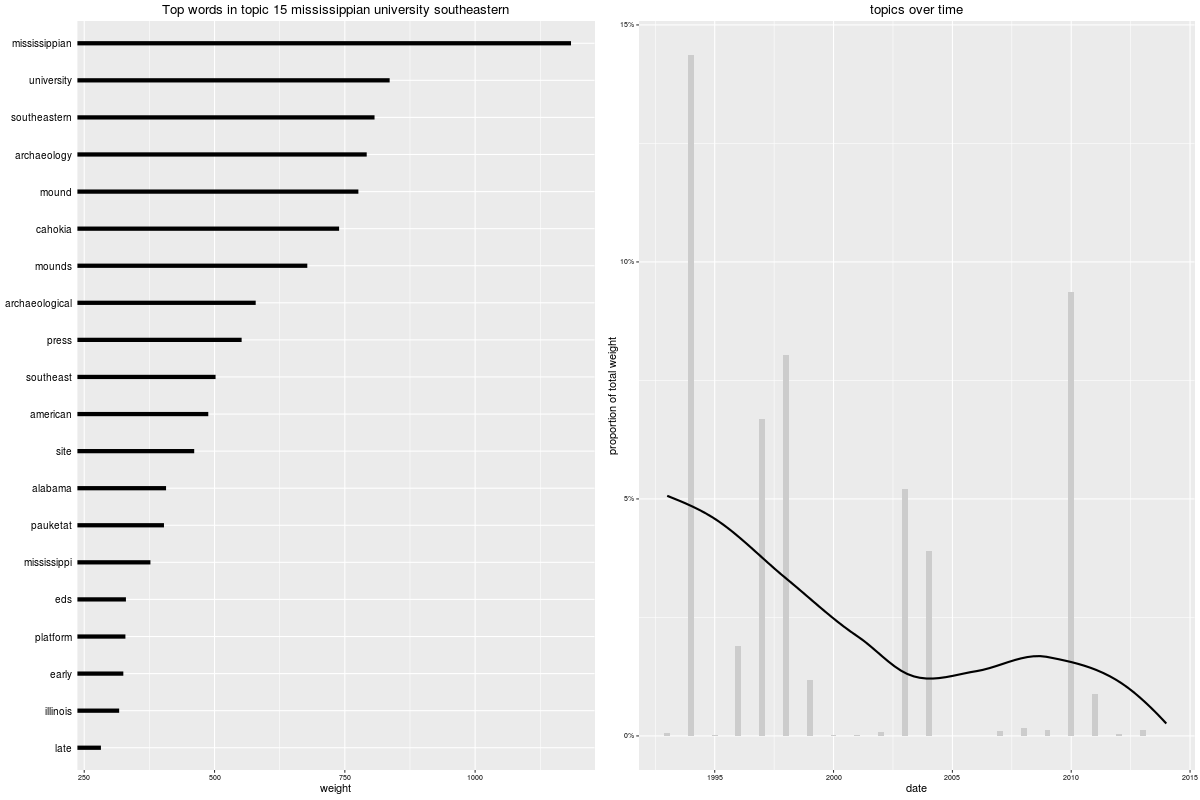 Top words in topic 15 mississippian university southeastern
mississippian
university
southeastern
archaeology
mound
cahokia
mounds
archaeological
press
southeast
american
site
alabama
pauketat
mississippi
eds
platform
early
illinois
late
250 500 750 1000
weight
topics over time
15%
10%
5%
0%
proportion of total weight
1995 2000 2005 2010 2015
date